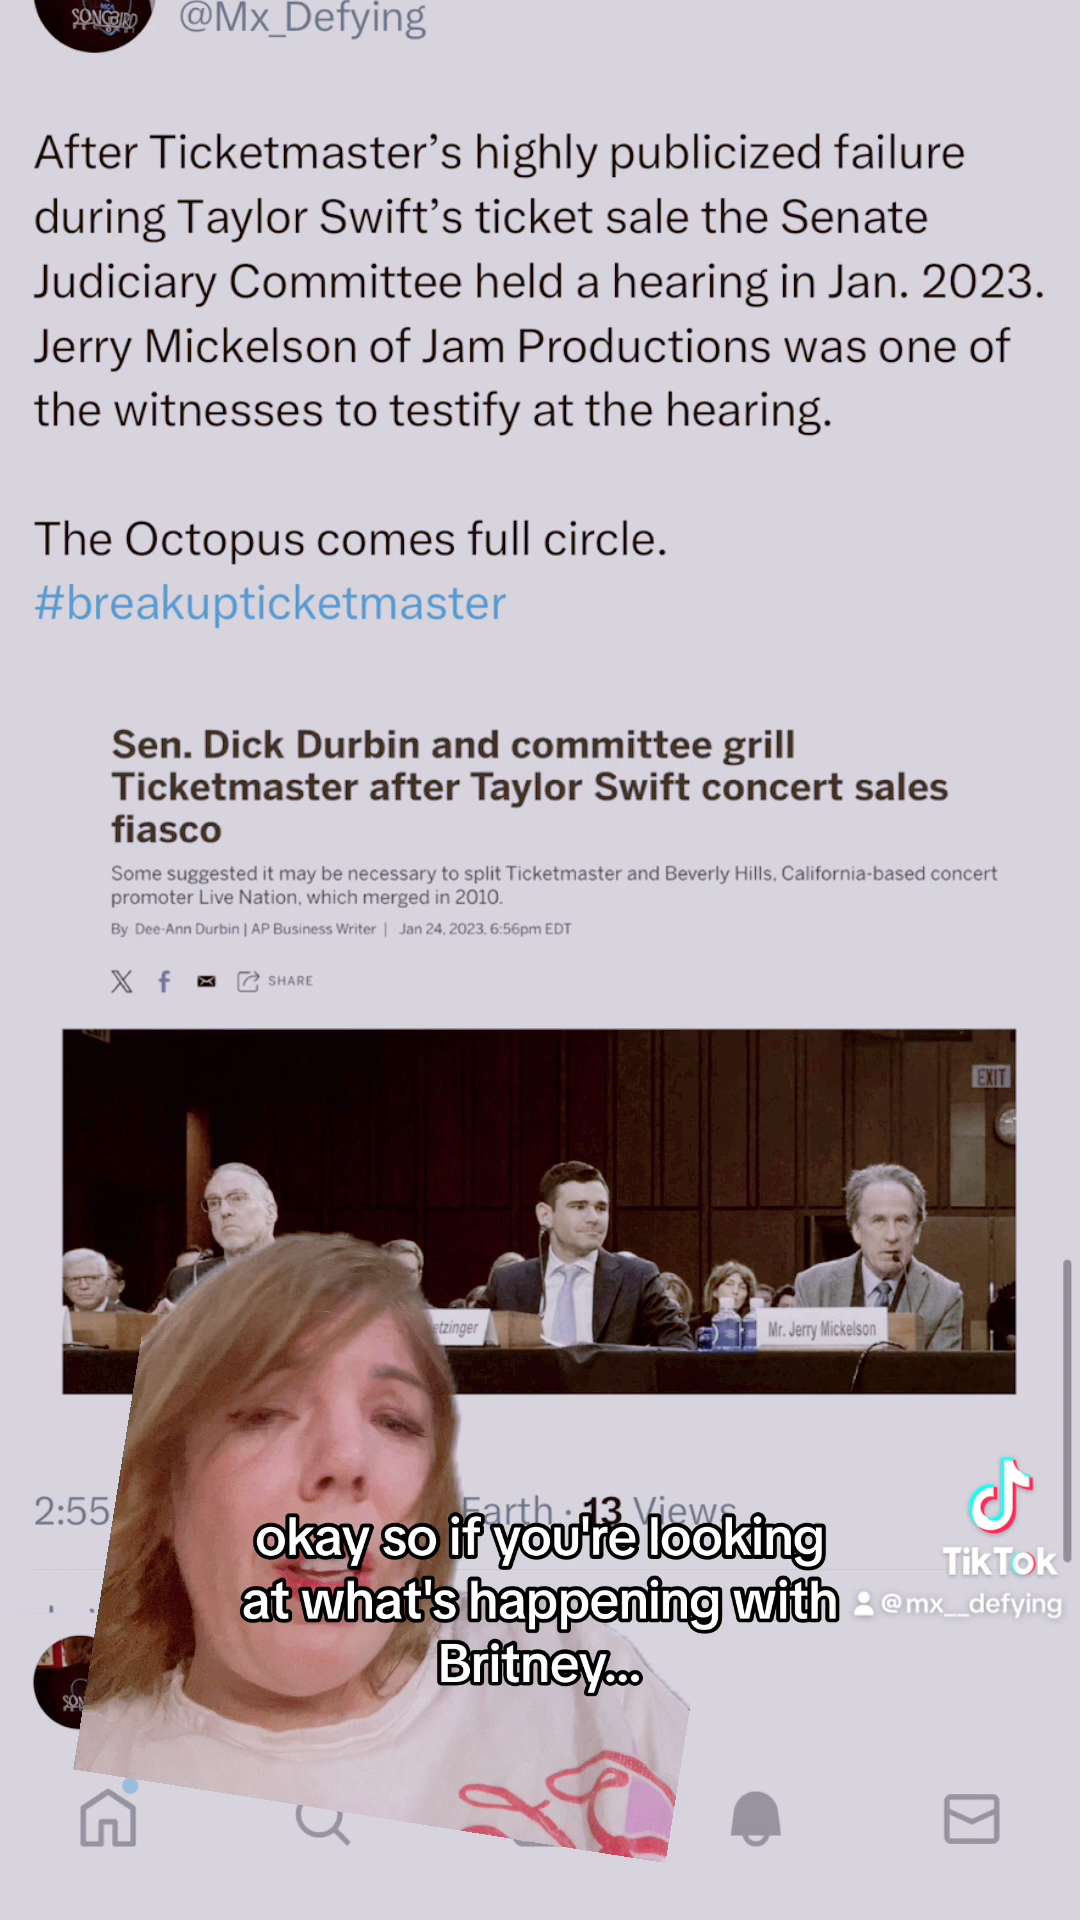 SONGBIRD
@Mx_Defying
After Ticketmaster’s highly publicized failure
during Taylor Swift’s ticket sale the Senate
Judiciary Committee held a hearing in Jan. 2023.
Jerry Mickelson of Jam Productions was one of
the witnesses to testify at the hearing.
The Octopus comes full circle.
#breakupticketmaster
Sen. Dick Durbin and committee grill
Ticketmaster after Taylor Swift concert sales
fiasco
Some suggested it may be necessary to split Ticketmaster and Beverly Hills, California-based concert
promoter Live Nation, which merged in 2010.
By Dee-Ann Durbin | AP Business Writer | Jan 24, 2023, 6:56pm EDT
SHARE
EXIT
etzinger
Mr. Jerry Mickelson
2:55 Earth · 13 Views
okay so if you're looking
at what's happening with
Britney...
TikTok
@mx__defying
SON